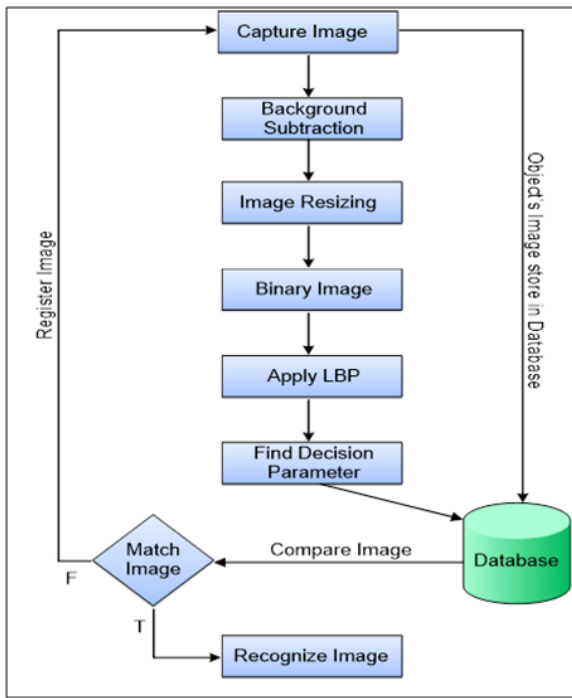 Capture Image
Background
Subtraction
Image Resizing
Binary Image
Apply LBP
Find Decision
Parameter
Object's Image store in Database
Register Image
Database
Compare Image
Match
Image
F
T
Recognize Image